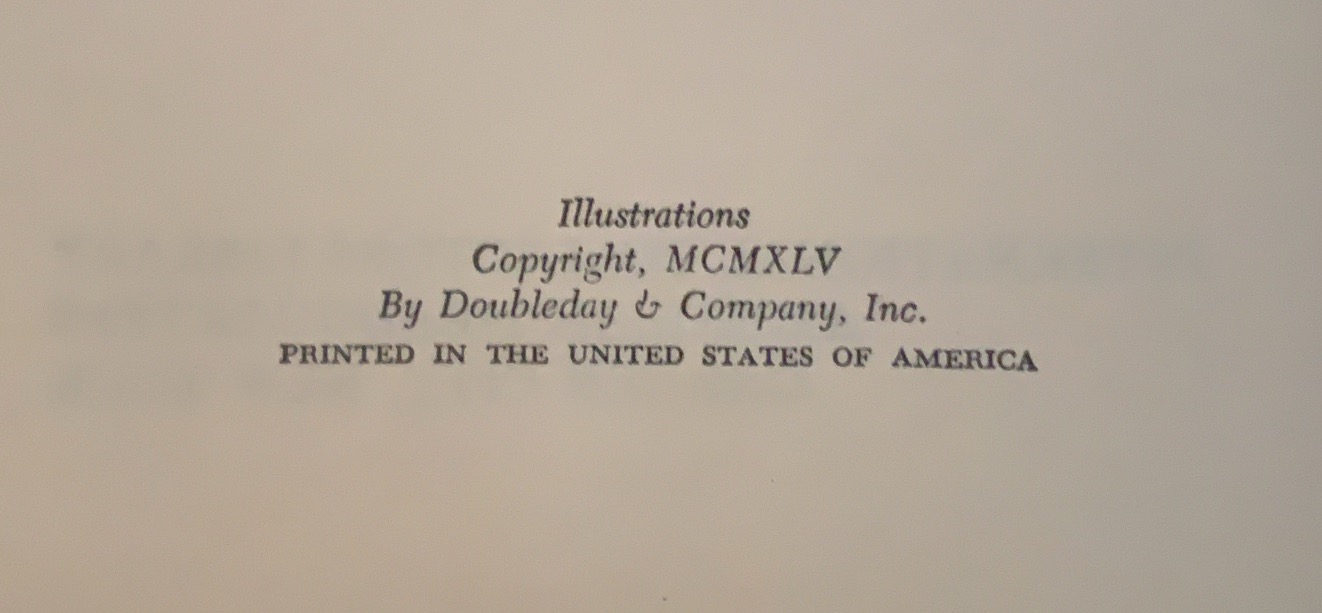 Illustrations
Copyright, MCMXLV
By Doubleday & Company, Inc.
PRINTED IN THE UNITED STATES OF AMERICA